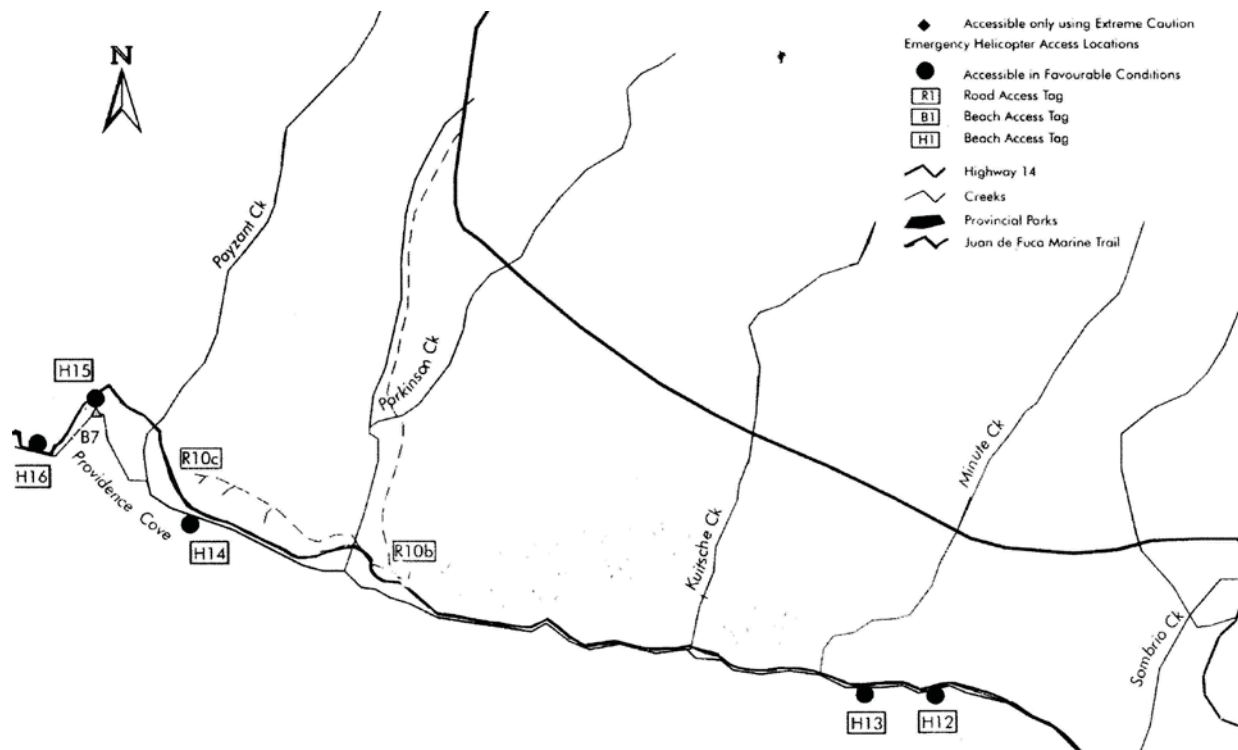 N
Accessible only using Extreme Caution
Emergency Helicopter Access Locations
Accessible in Favourable Conditions
R1 Road Access Tag
B1 Beach Access Tag
H1 Beach Access Tag
Highway 14
Creeks
Provincial Parks
Juan de Fuca Marine Trail
Payzant Ck
Parkinson Ck
Kuitsche Ck
Minute Ck
Sombrio Ck
H15
B7
H16
Providence Cove
R10c
H14
R10b
H13
H12